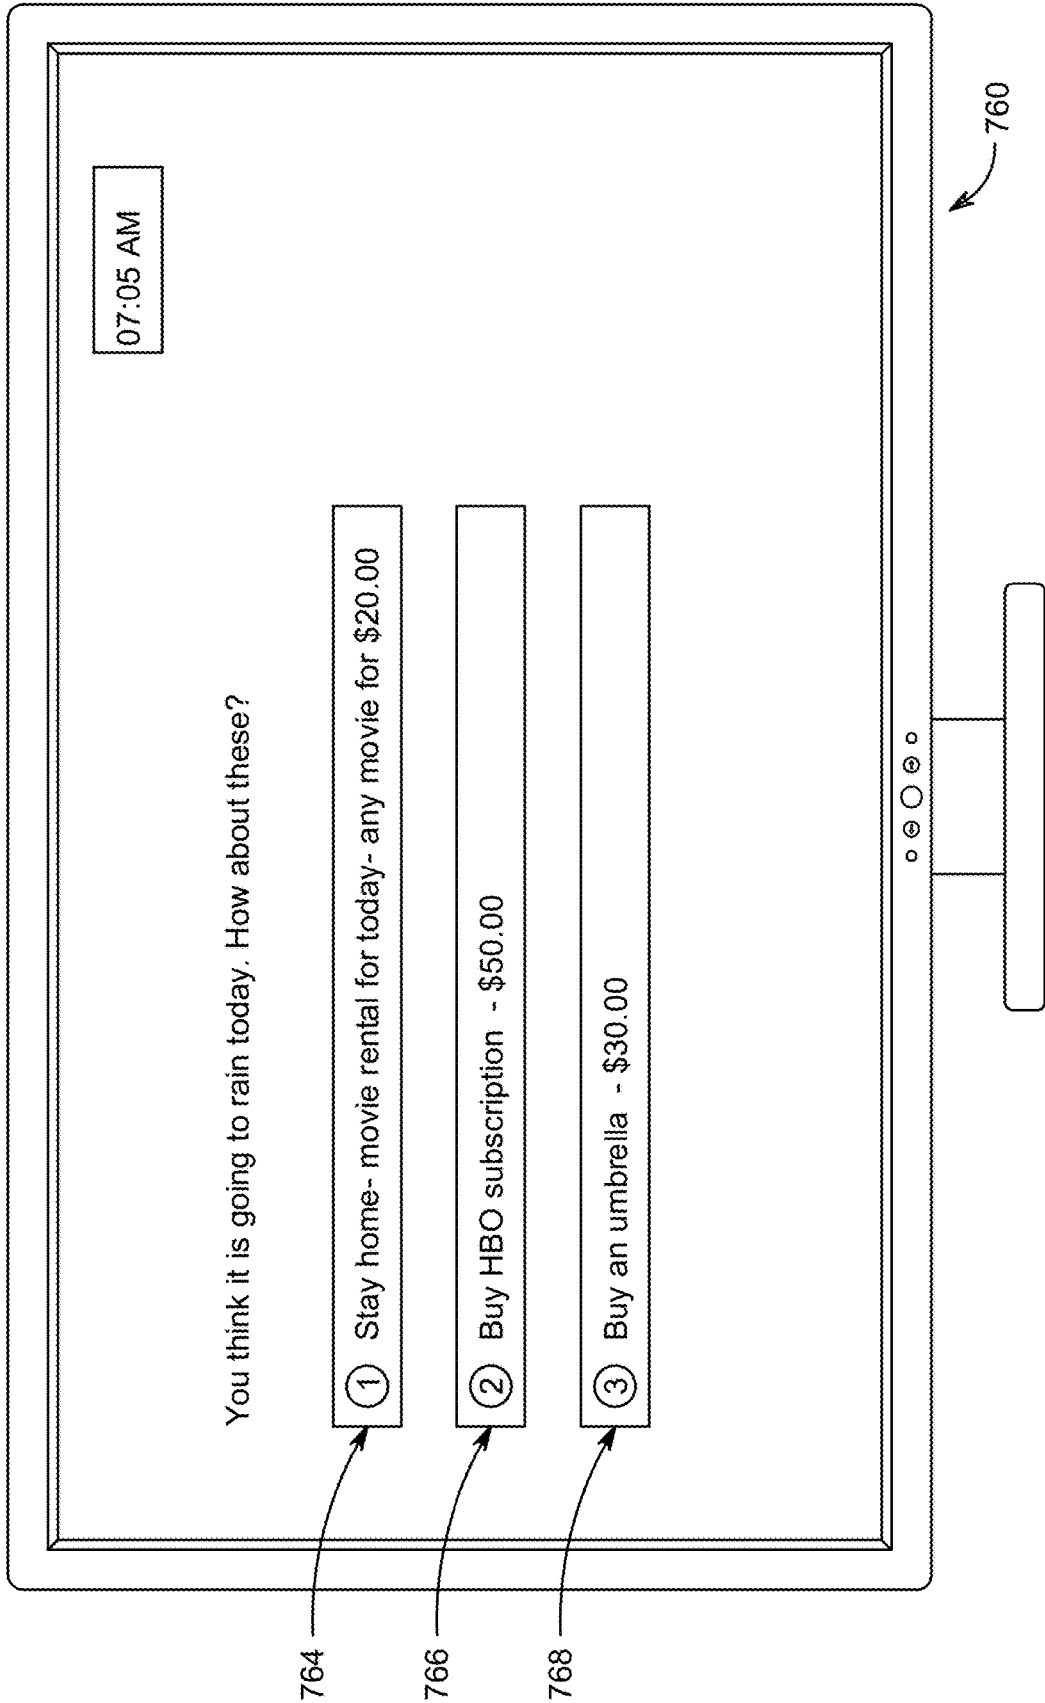 07:05 AM
You think it is going to rain today. How about these?
1 Stay home- movie rental for today- any movie for $20.00
2 Buy HBO subscription - $50.00
3 Buy an umbrella - $30.00
764
766
768
760